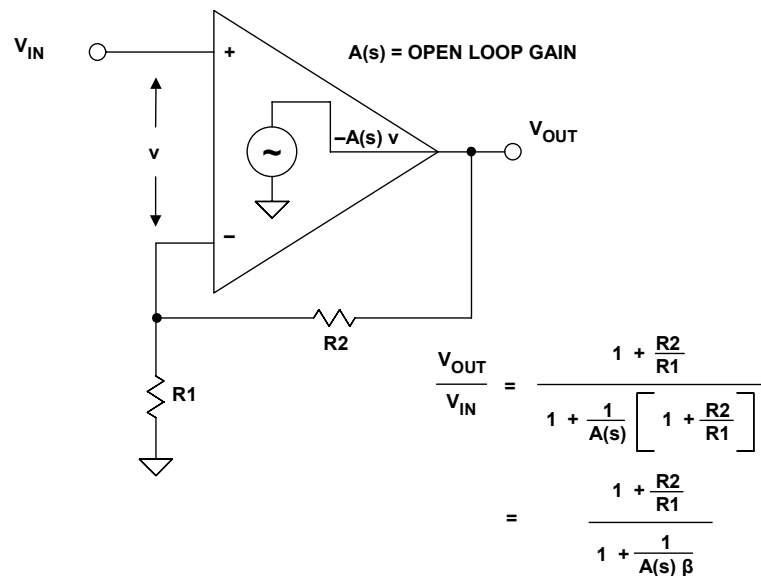 V_IN
+
A(s) = OPEN LOOP GAIN
v
~
–A(s) v
V_OUT
–
R2
R1
V_OUT / V_IN = (1 + R2/R1) / (1 + 1/A(s) [1 + R2/R1])
= (1 + R2/R1) / (1 + 1/(A(s) β))